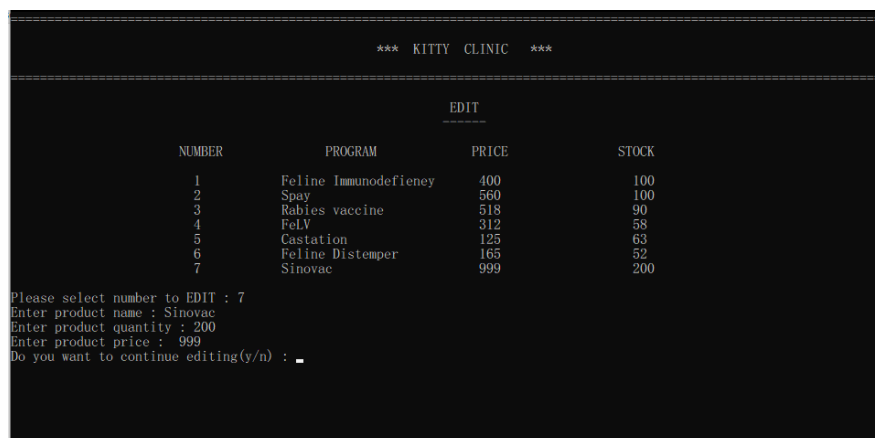 *** KITTY CLINIC ***
EDIT
NUMBER PROGRAM PRICE STOCK
1 Feline Immunodefieney 400 100
2 Spay 560 100
3 Rabies vaccine 518 90
4 FeLV 312 58
5 Castation 125 63
6 Feline Distemper 165 52
7 Sinovac 999 200
Please select number to EDIT : 7
Enter product name : Sinovac
Enter product quantity : 200
Enter product price : 999
Do you want to continue editing(y/n) :